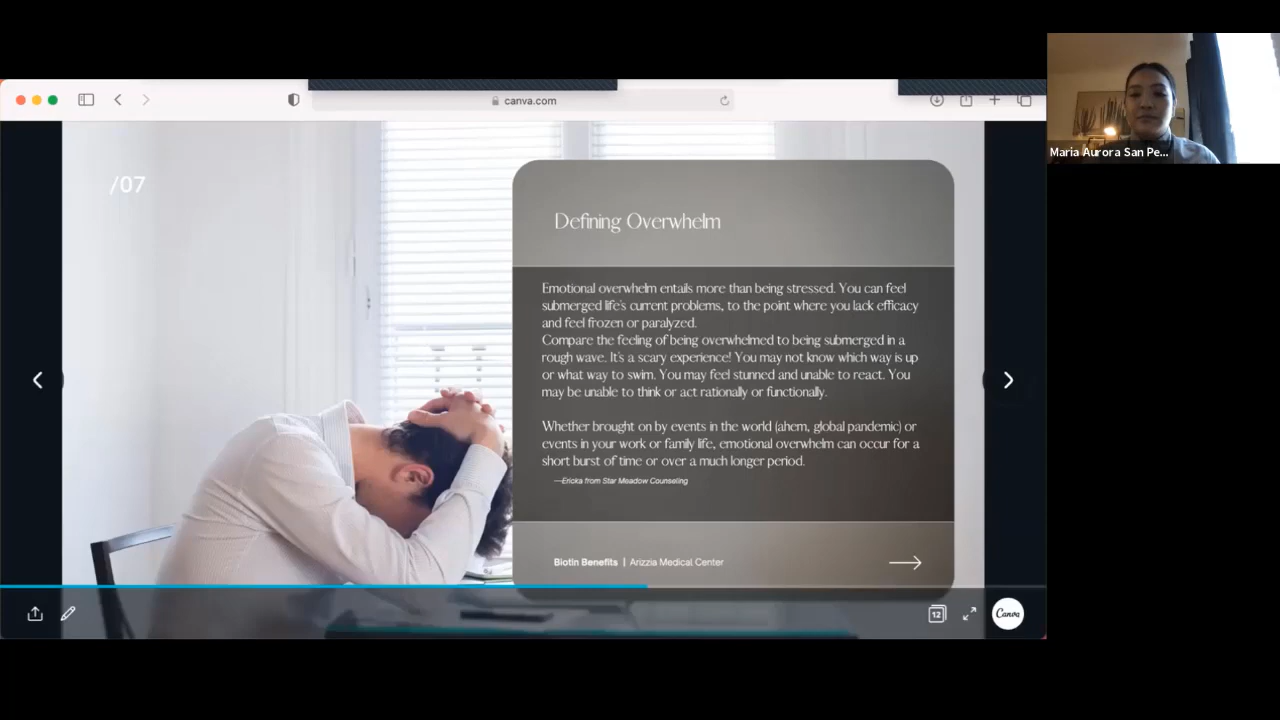 canva.com
Maria Aurora San Pe...
/07
Defining Overwhelm
Emotional overwhelm entails more than being stressed. You can feel
submerged life's current problems, to the point where you lack efficacy
and feel frozen or paralyzed.
Compare the feeling of being overwhelmed to being submerged in a
rough wave. It's a scary experience! You may not know which way is up
or what way to swim. You may feel stunned and unable to react. You
may be unable to think or act rationally or functionally.
Whether brought on by events in the world (ahem, global pandemic) or
events in your work or family life, emotional overwhelm can occur for a
short burst of time or over a much longer period.
—Ericka from Star Meadow Counseling
Biotin Benefits | Arizzia Medical Center
12
Canva